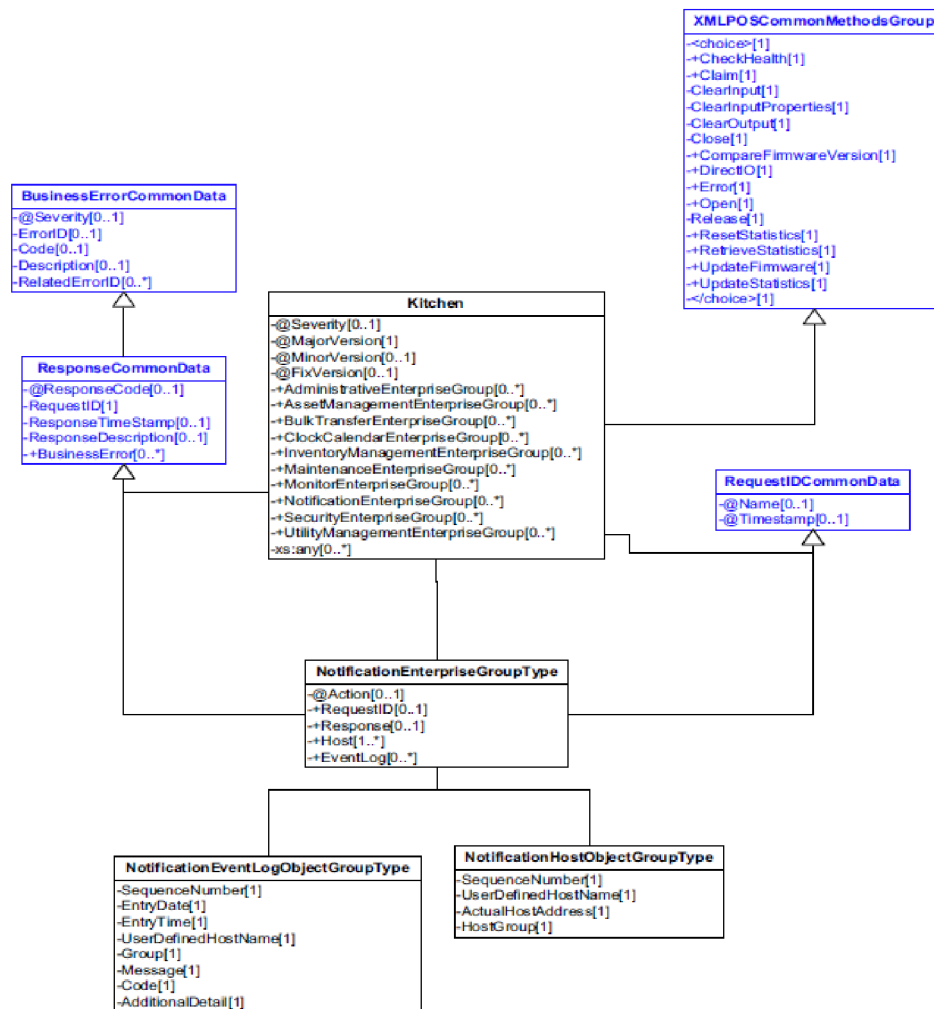 XMLPOSCommonMethodsGroup
-<choice>[1]
-+CheckHealth[1]
-+Claim[1]
-ClearInput[1]
-ClearInputProperties[1]
-ClearOutput[1]
-Close[1]
-+CompareFirmwareVersion[1]
-+DirectIO[1]
-+Error[1]
-+Open[1]
-Release[1]
-+ResetStatistics[1]
-+RetrieveStatistics[1]
-+UpdateFirmware[1]
-+UpdateStatistics[1]
-</choice>[1]
BusinessErrorCommonData
-@Severity[0..1]
-ErrorID[0..1]
-Code[0..1]
-Description[0..1]
-RelatedErrorID[0..*]
Kitchen
-@Severity[0..1]
-@MajorVersion[1]
-@MinorVersion[0..1]
-@FixVersion[0..1]
-+AdministrativeEnterpriseGroup[0..*]
-+AssetManagementEnterpriseGroup[0..*]
-+BulkTransferEnterpriseGroup[0..*]
-+ClockCalendarEnterpriseGroup[0..*]
-+InventoryManagementEnterpriseGroup[0..*]
-+MaintenanceEnterpriseGroup[0..*]
-+MonitorEnterpriseGroup[0..*]
-+NotificationEnterpriseGroup[0..*]
-+SecurityEnterpriseGroup[0..*]
-+UtilityManagementEnterpriseGroup[0..*]
-xs:any[0..*]
ResponseCommonData
-@ResponseCode[0..1]
-RequestID[1]
-ResponseTimeStamp[0..1]
-ResponseDescription[0..1]
-+BusinessError[0..*]
RequestIDCommonData
-@Name[0..1]
-@Timestamp[0..1]
NotificationEnterpriseGroupType
-@Action[0..1]
-+RequestID[0..1]
-+Response[0..1]
-+Host[1..*]
-+EventLog[0..*]
NotificationEventLogObjectGroupType
-SequenceNumber[1]
-EntryDate[1]
-EntryTime[1]
-UserDefinedHostName[1]
-Group[1]
-Message[1]
-Code[1]
-AdditionalDetail[1]
NotificationHostObjectGroupType
-SequenceNumber[1]
-UserDefinedHostName[1]
-ActualHostAddress[1]
-HostGroup[1]